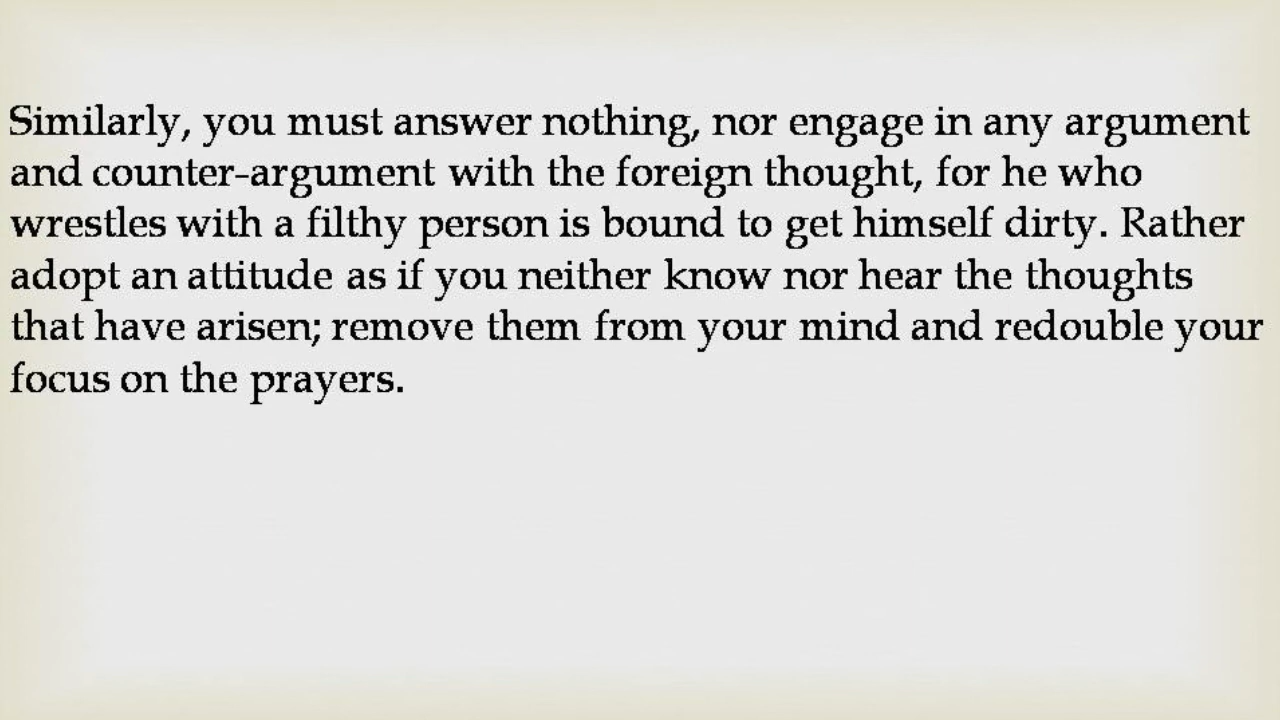 Similarly, you must answer nothing, nor engage in any argument
and counter-argument with the foreign thought, for he who
wrestles with a filthy person is bound to get himself dirty. Rather
adopt an attitude as if you neither know nor hear the thoughts
that have arisen; remove them from your mind and redouble your
focus on the prayers.